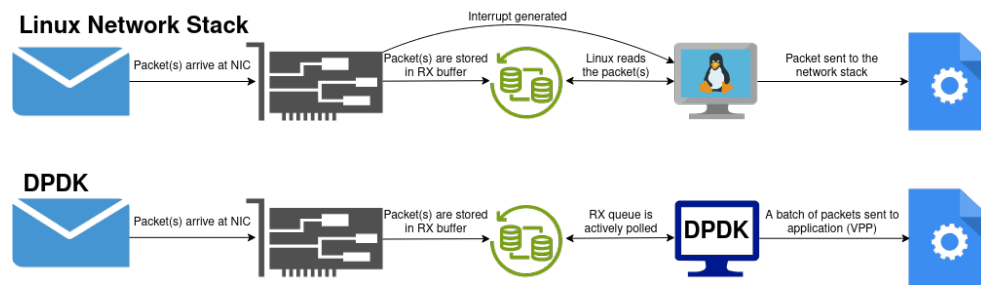 Linux Network Stack
Interrupt generated
Packet(s) arrive at NIC
Packet(s) are stored
in RX buffer
Linux reads
the packet(s)
Packet sent to the
network stack
DPDK
Packet(s) arrive at NIC
Packet(s) are stored
in RX buffer
RX queue is
actively polled
DPDK
A batch of packets sent to
application (VPP)